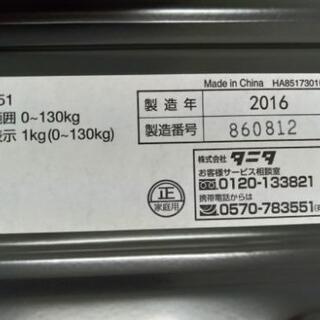 Made in China HA8517301
51
範囲 0~130kg
表示 1kg(0~130kg)
製造年 2016
製造番号 860812
株式会社 タニタ
お客様サービス相談室
0120-133821
携帯電話からは
0570-783551
正
家庭用